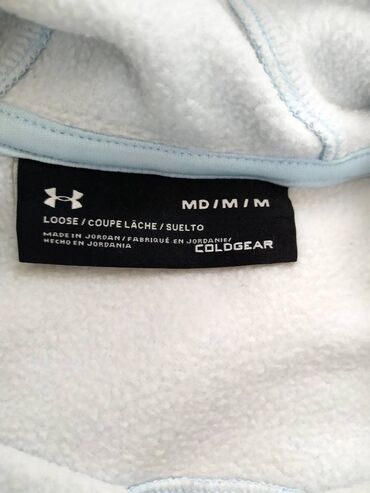 MD/M/M
LOOSE / COUPE LÂCHE / SUELTO
MADE IN JORDAN / FABRIQUÉ EN JORDANIE/
HECHO EN JORDANIA
COLDGEAR